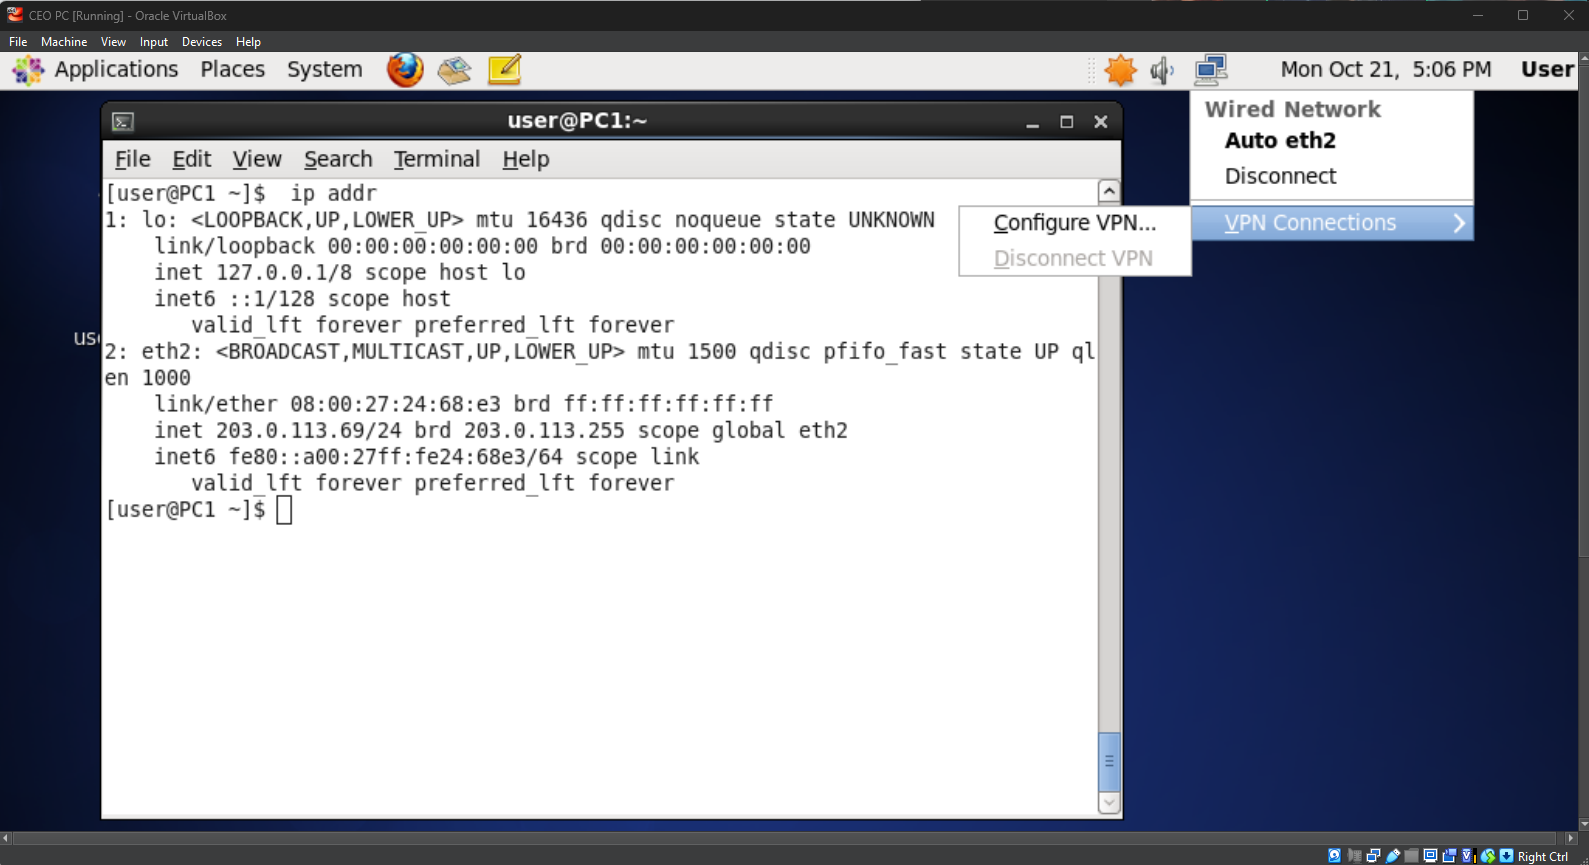 CEO PC [Running] - Oracle VirtualBox
File Machine View Input Devices Help
Applications Places System Mon Oct 21, 5:06 PM User
Wired Network
Auto eth2
Disconnect
VPN Connections
Configure VPN...
Disconnect VPN
user@PC1:~
File Edit View Search Terminal Help
[user@PC1 ~]$  ip addr
1: lo: <LOOPBACK,UP,LOWER_UP> mtu 16436 qdisc noqueue state UNKNOWN
    link/loopback 00:00:00:00:00:00 brd 00:00:00:00:00:00
    inet 127.0.0.1/8 scope host lo
    inet6 ::1/128 scope host
       valid_lft forever preferred_lft forever
2: eth2: <BROADCAST,MULTICAST,UP,LOWER_UP> mtu 1500 qdisc pfifo_fast state UP ql
en 1000
    link/ether 08:00:27:24:68:e3 brd ff:ff:ff:ff:ff:ff
    inet 203.0.113.69/24 brd 203.0.113.255 scope global eth2
    inet6 fe80::a00:27ff:fe24:68e3/64 scope link
       valid_lft forever preferred_lft forever
[user@PC1 ~]$
Right Ctrl